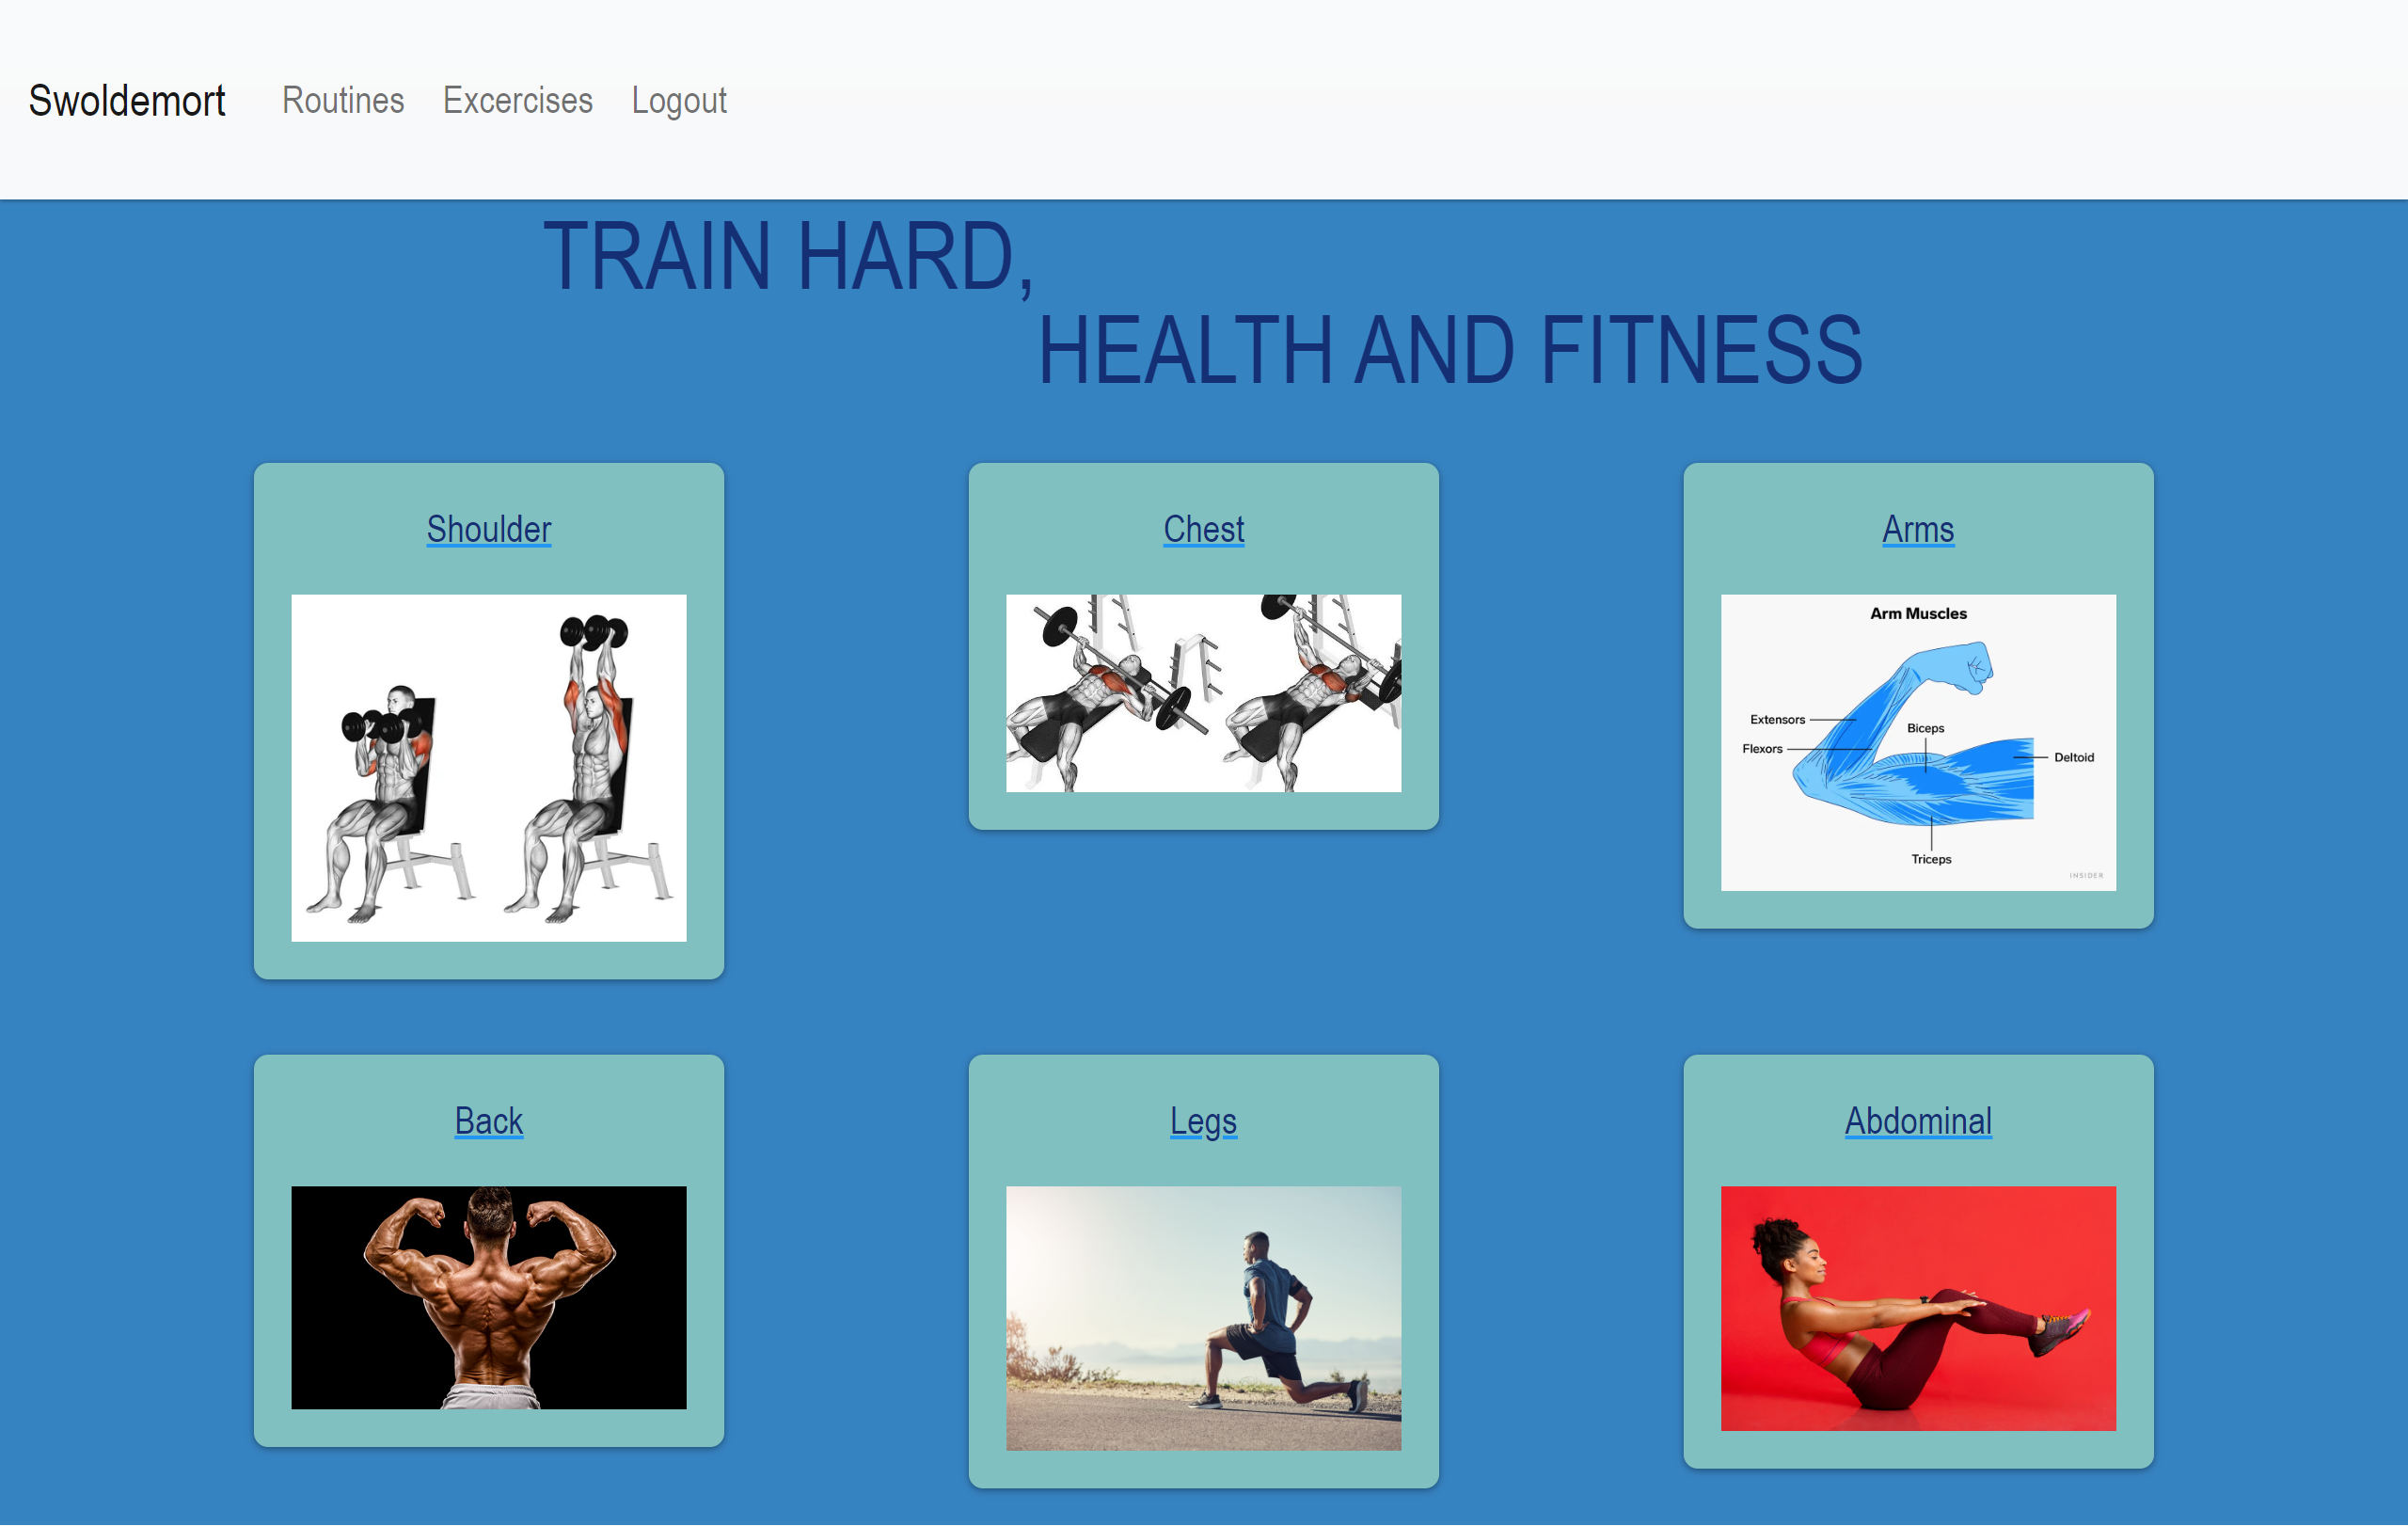 Swoldemort Routines Excercises Logout
TRAIN HARD,
HEALTH AND FITNESS
Shoulder
Chest
Arms
Arm Muscles
Extensors
Biceps
Flexors
Deltoid
Triceps
INSIDER
Back
Legs
Abdominal